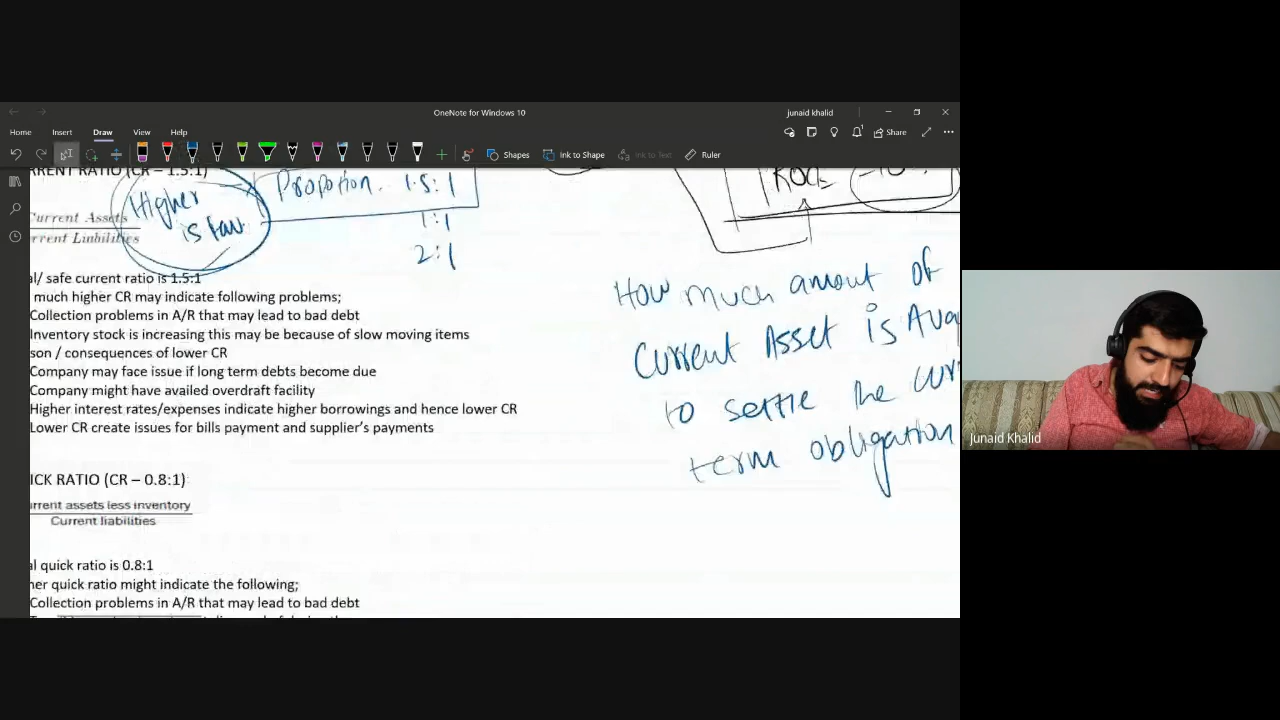 OneNote for Windows 10
junaid khalid
Home Insert Draw View Help
Share
Shapes
Ink to Shape
Ink to Text
Ruler
RRENT RATIO (CR – 1.5:1)
Higher
is fav
Propotion. 1.5:1
1:1
2:1
Current Assets
rrent Linbilities
al/ safe current ratio is 1.5:1
much higher CR may indicate following problems;
Collection problems in A/R that may lead to bad debt
Inventory stock is increasing this may be because of slow moving items
son / consequences of lower CR
Company may face issue if long term debts become due
Company might have availed overdraft facility
Higher interest rates/expenses indicate higher borrowings and hence lower CR
Lower CR create issues for bills payment and supplier's payments
ICK RATIO (CR – 0.8:1)
rrent assets less inventory
Current liabilities
al quick ratio is 0.8:1
her quick ratio might indicate the following;
Collection problems in A/R that may lead to bad debt
How much amout of
Current Asset is Ava
to settle the curr
term obligation
Junaid Khalid